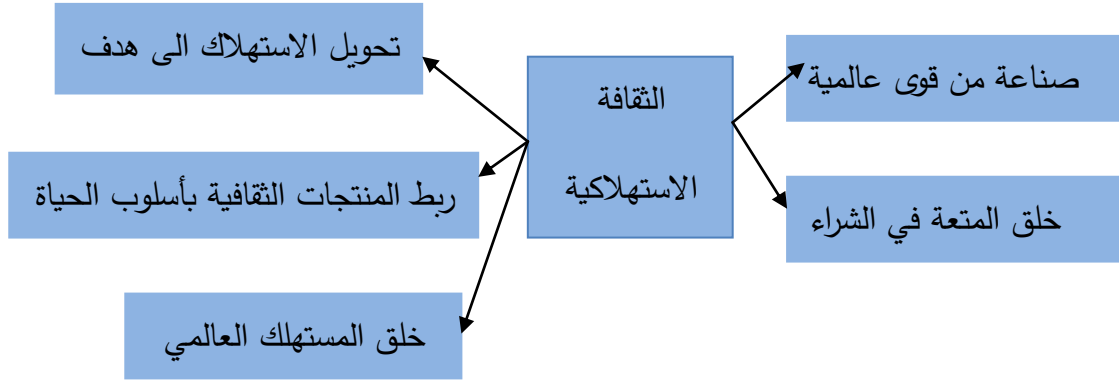 الثقافة
الاستهلاكية
صناعة من قوى عالمية
خلق المتعة في الشراء
تحويل الاستهلاك الى هدف
ربط المنتجات الثقافية بأسلوب الحياة
خلق المستهلك العالمي